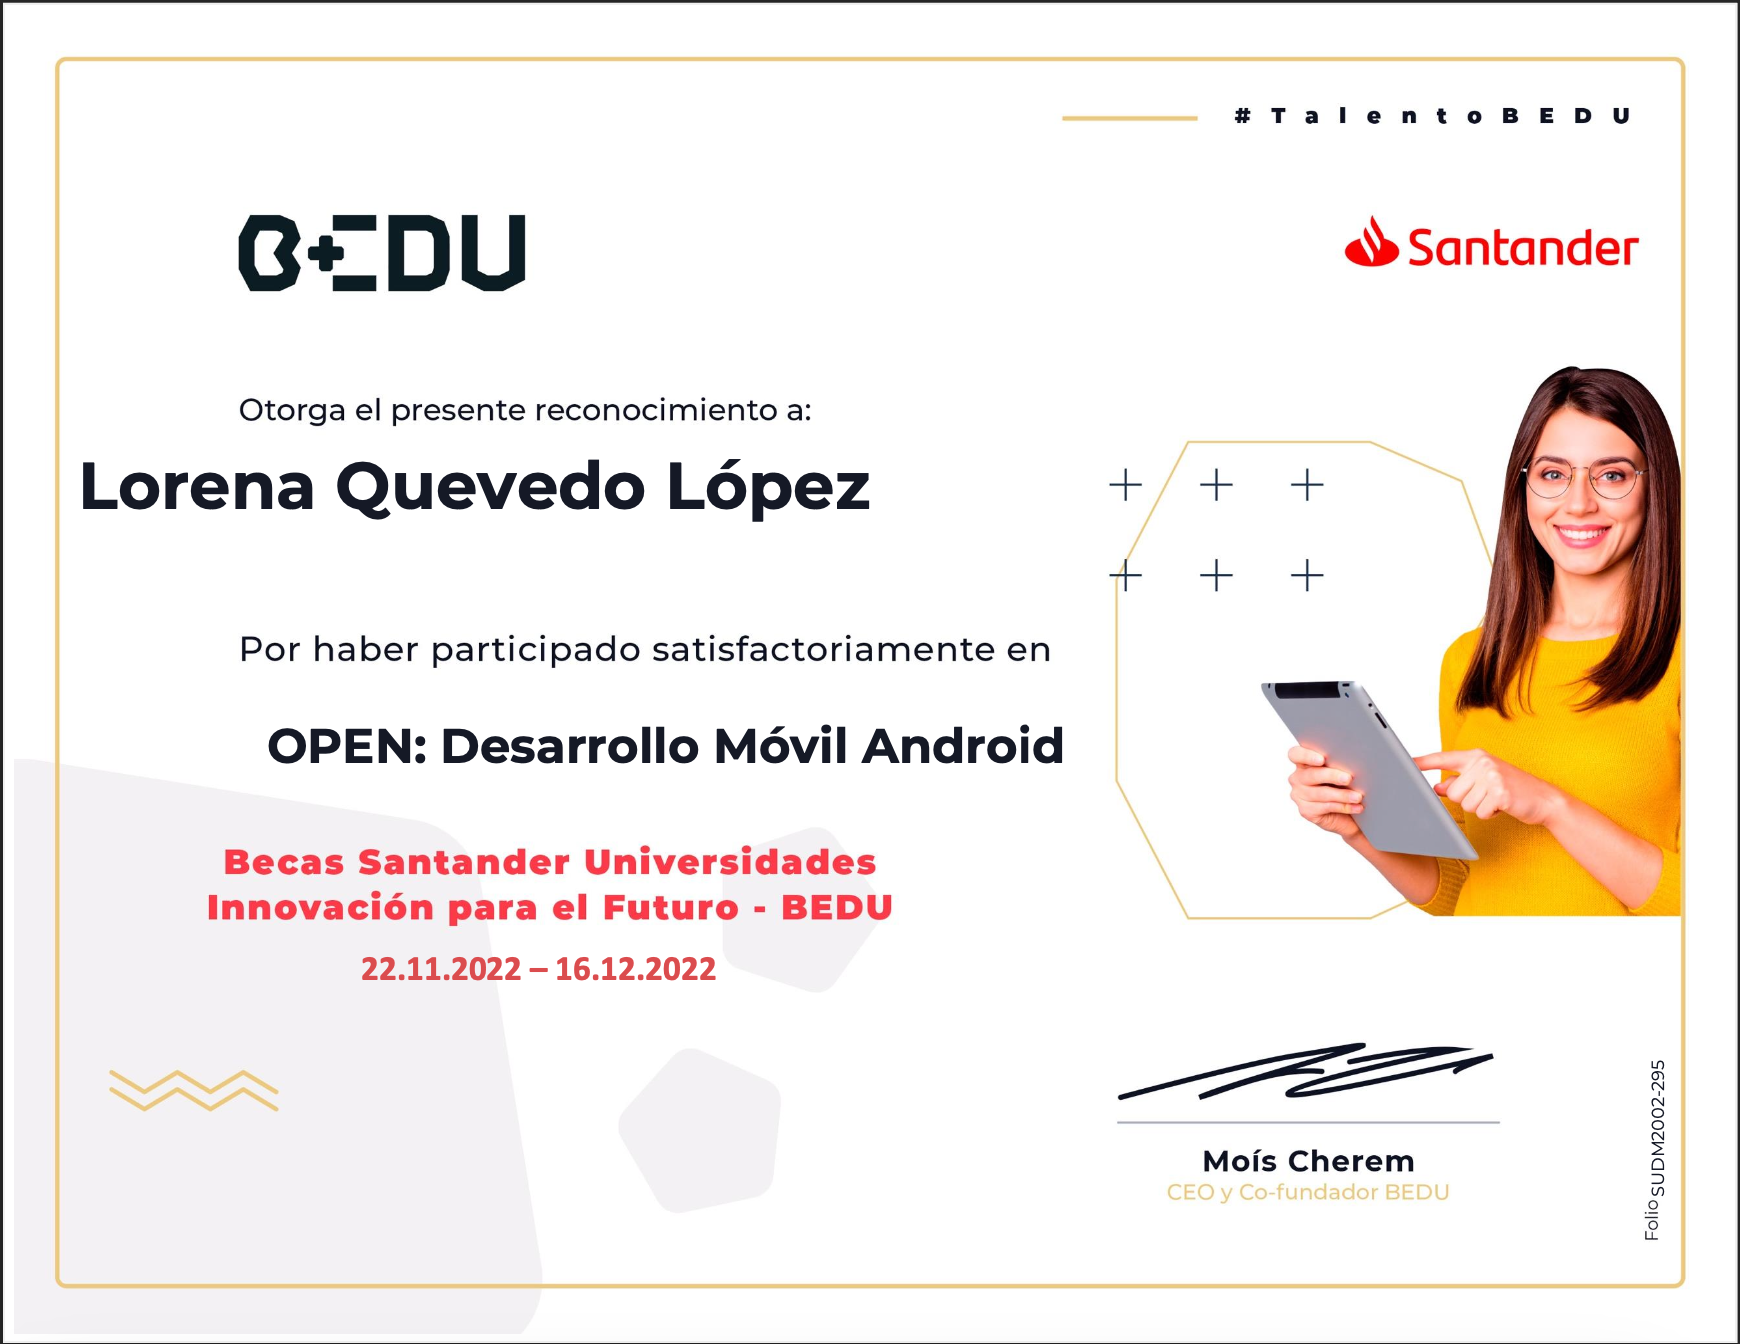 #TalentoBEDU
B+EDU
Santander
Otorga el presente reconocimiento a:
Lorena Quevedo López
Por haber participado satisfactoriamente en
OPEN: Desarrollo Móvil Android
Becas Santander Universidades
Innovación para el Futuro - BEDU
22.11.2022 – 16.12.2022
Moís Cherem
CEO y Co-fundador BEDU
Folio SUDM2002-295